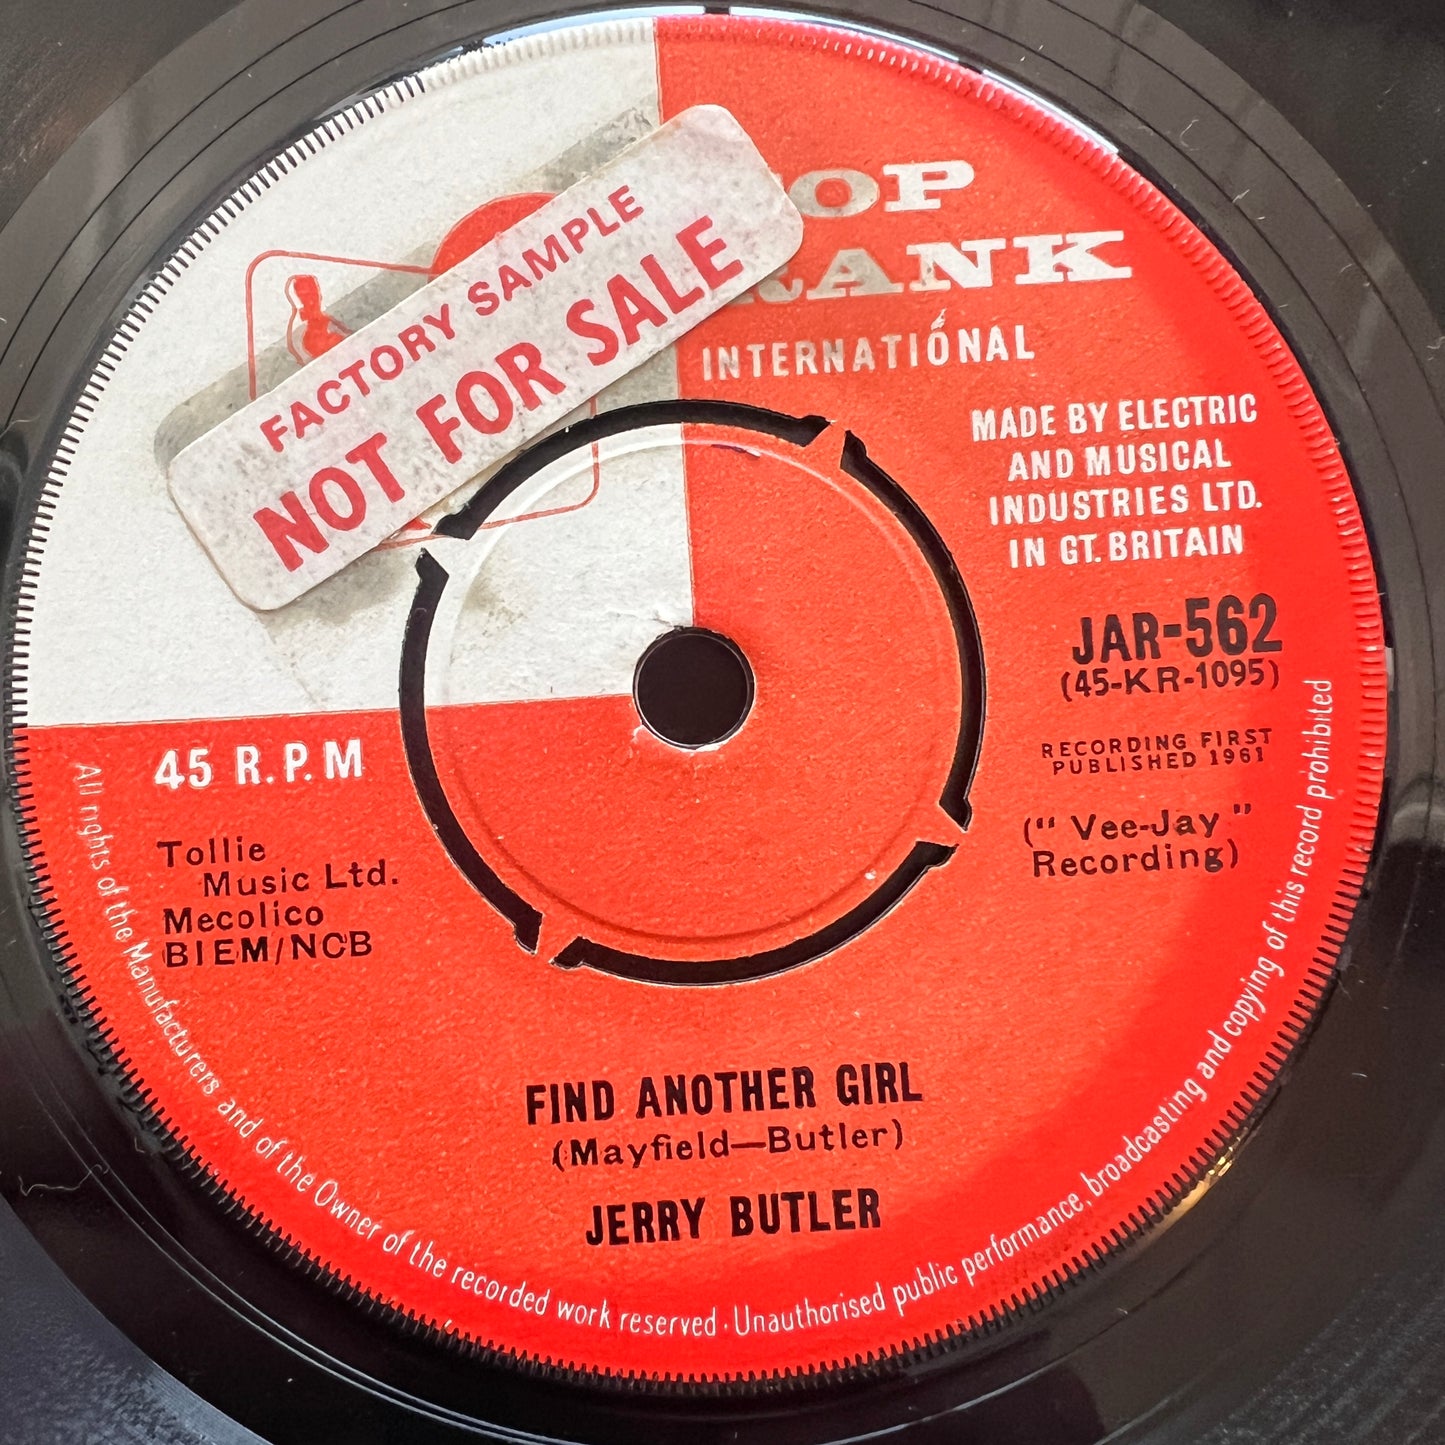 FACTORY SAMPLE
NOT FOR SALE
OP
RANK
INTERNATIONAL
MADE BY ELECTRIC
AND MUSICAL
INDUSTRIES LTD.
IN GT. BRITAIN
JAR-562
(45-KR-1095)
RECORDING FIRST
PUBLISHED 1961
("Vee-Jay"
Recording)
45 R.P.M
Tollie
Music Ltd.
Mecolico
BIEM/NCB
FIND ANOTHER GIRL
(Mayfield—Butler)
JERRY BUTLER
All rights of the Manufacturers and of the Owner of the recorded work reserved · Unauthorised public performance, broadcasting and copying of this record prohibited